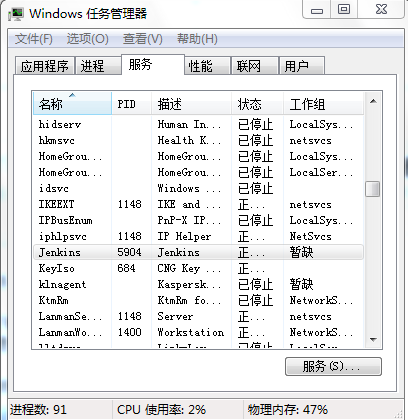 Windows 任务管理器
文件(F) 选项(O) 查看(V) 帮助(H)
应用程序 进程 服务 性能 联网 用户
名称 PID 描述 状态 工作组
hidserv Human In... 已停止 LocalSys...
hkmsvc Health K... 已停止 netsvcs
HomeGrou... HomeGrou... 已停止 LocalSys...
HomeGrou... HomeGrou... 已停止 LocalSer...
idsvc Windows ... 已停止
IKEEXT 1148 IKE and ... 正... netsvcs
IPBusEnum PnP-X IP... 已停止 LocalSys...
iphlpsvc 1148 IP Helper 正... NetSvcs
Jenkins 5904 Jenkins 正... 暂缺
KeyIso 684 CNG Key ... 正...
klnagent Kaspersk... 已停止 暂缺
KtmRm KtmRm fo... 已停止 NetworkS...
LanmanSe... 1148 Server 正... netsvcs
LanmanWo... 1400 Workstation 正... NetworkS...
服务(S)...
进程数: 91 CPU 使用率: 2% 物理内存: 47%